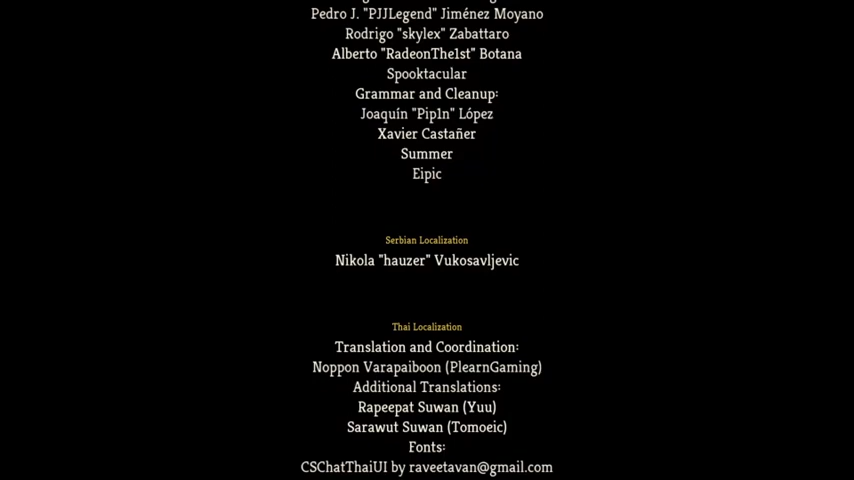 Pedro J. "PJJLegend" Jiménez Moyano
Rodrigo "skylex" Zabattaro
Alberto "RadeonThe1st" Botana
Spooktacular
Grammar and Cleanup:
Joaquín "Pip1n" López
Xavier Castañer
Summer
Eipic
Serbian Localization
Nikola "hauzer" Vukosavljevic
Thai Localization
Translation and Coordination:
Noppon Varapaiboon (PlearnGaming)
Additional Translations:
Rapeepat Suwan (Yuu)
Sarawut Suwan (Tomoeic)
Fonts:
CSChatThaiUI by raveetavan@gmail.com